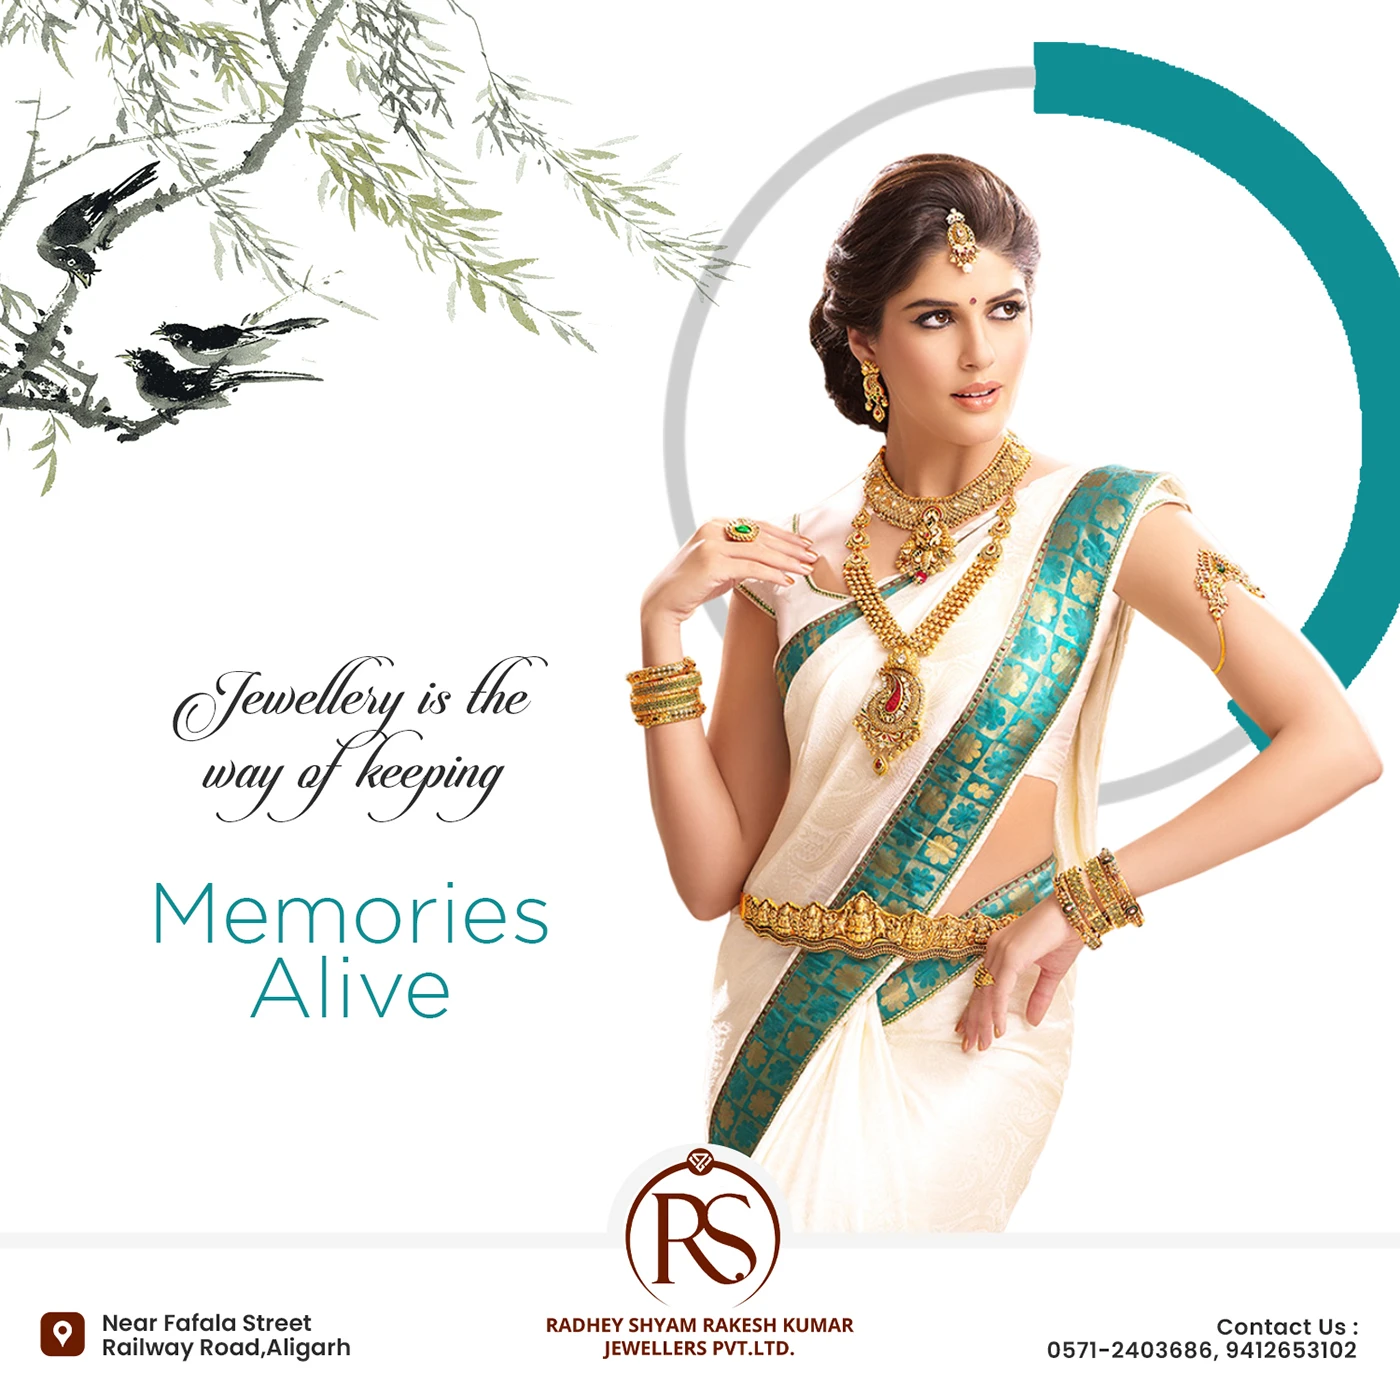 Jewellery is the
way of keeping
Memories
Alive
RS.
RADHEY SHYAM RAKESH KUMAR
JEWELLERS PVT.LTD.
Near Fafala Street
Railway Road,Aligarh
Contact Us :
0571-2403686, 9412653102